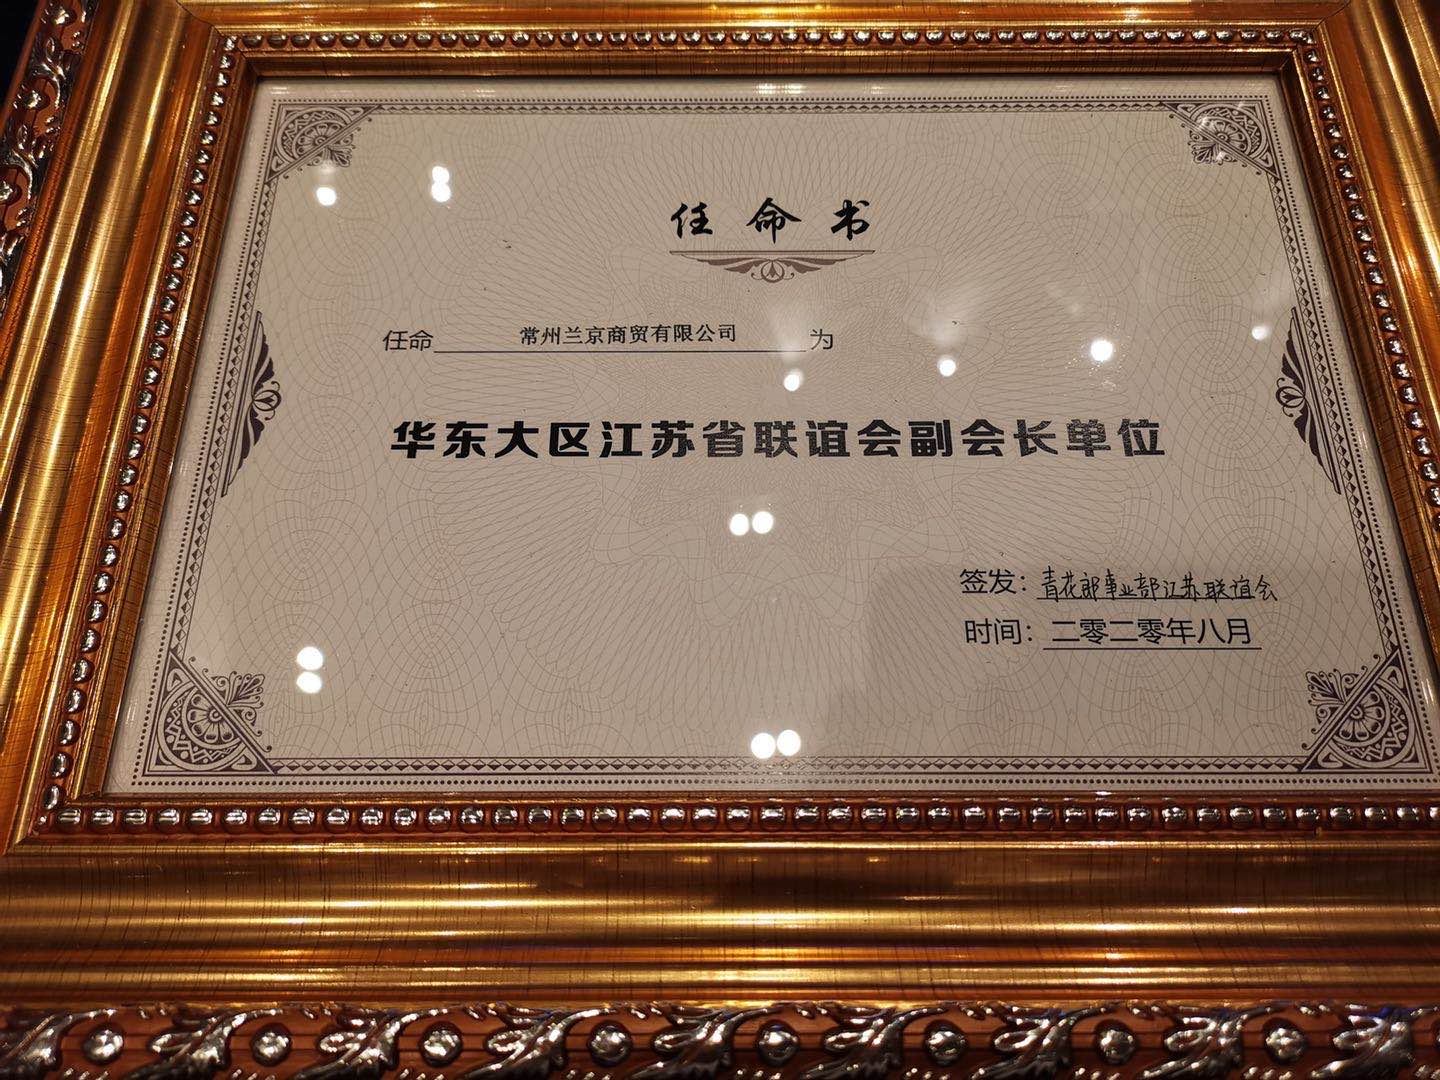 任命书
任命 常州兰京商贸有限公司 为
华东大区江苏省联谊会副会长单位
签发：青花郎事业部江苏联谊会
时间：二零二零年八月